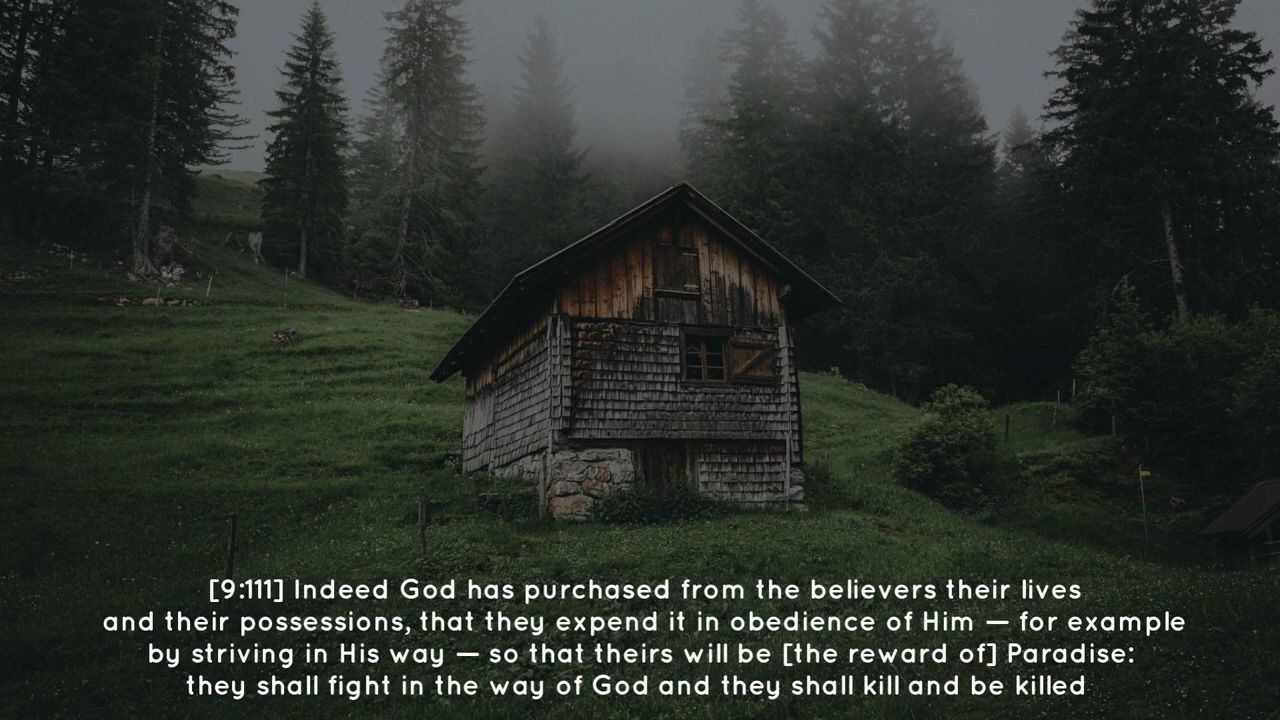 [9:111] Indeed God has purchased from the believers their lives
and their possessions, that they expend it in obedience of Him — for example
by striving in His way — so that theirs will be [the reward of] Paradise:
they shall fight in the way of God and they shall kill and be killed